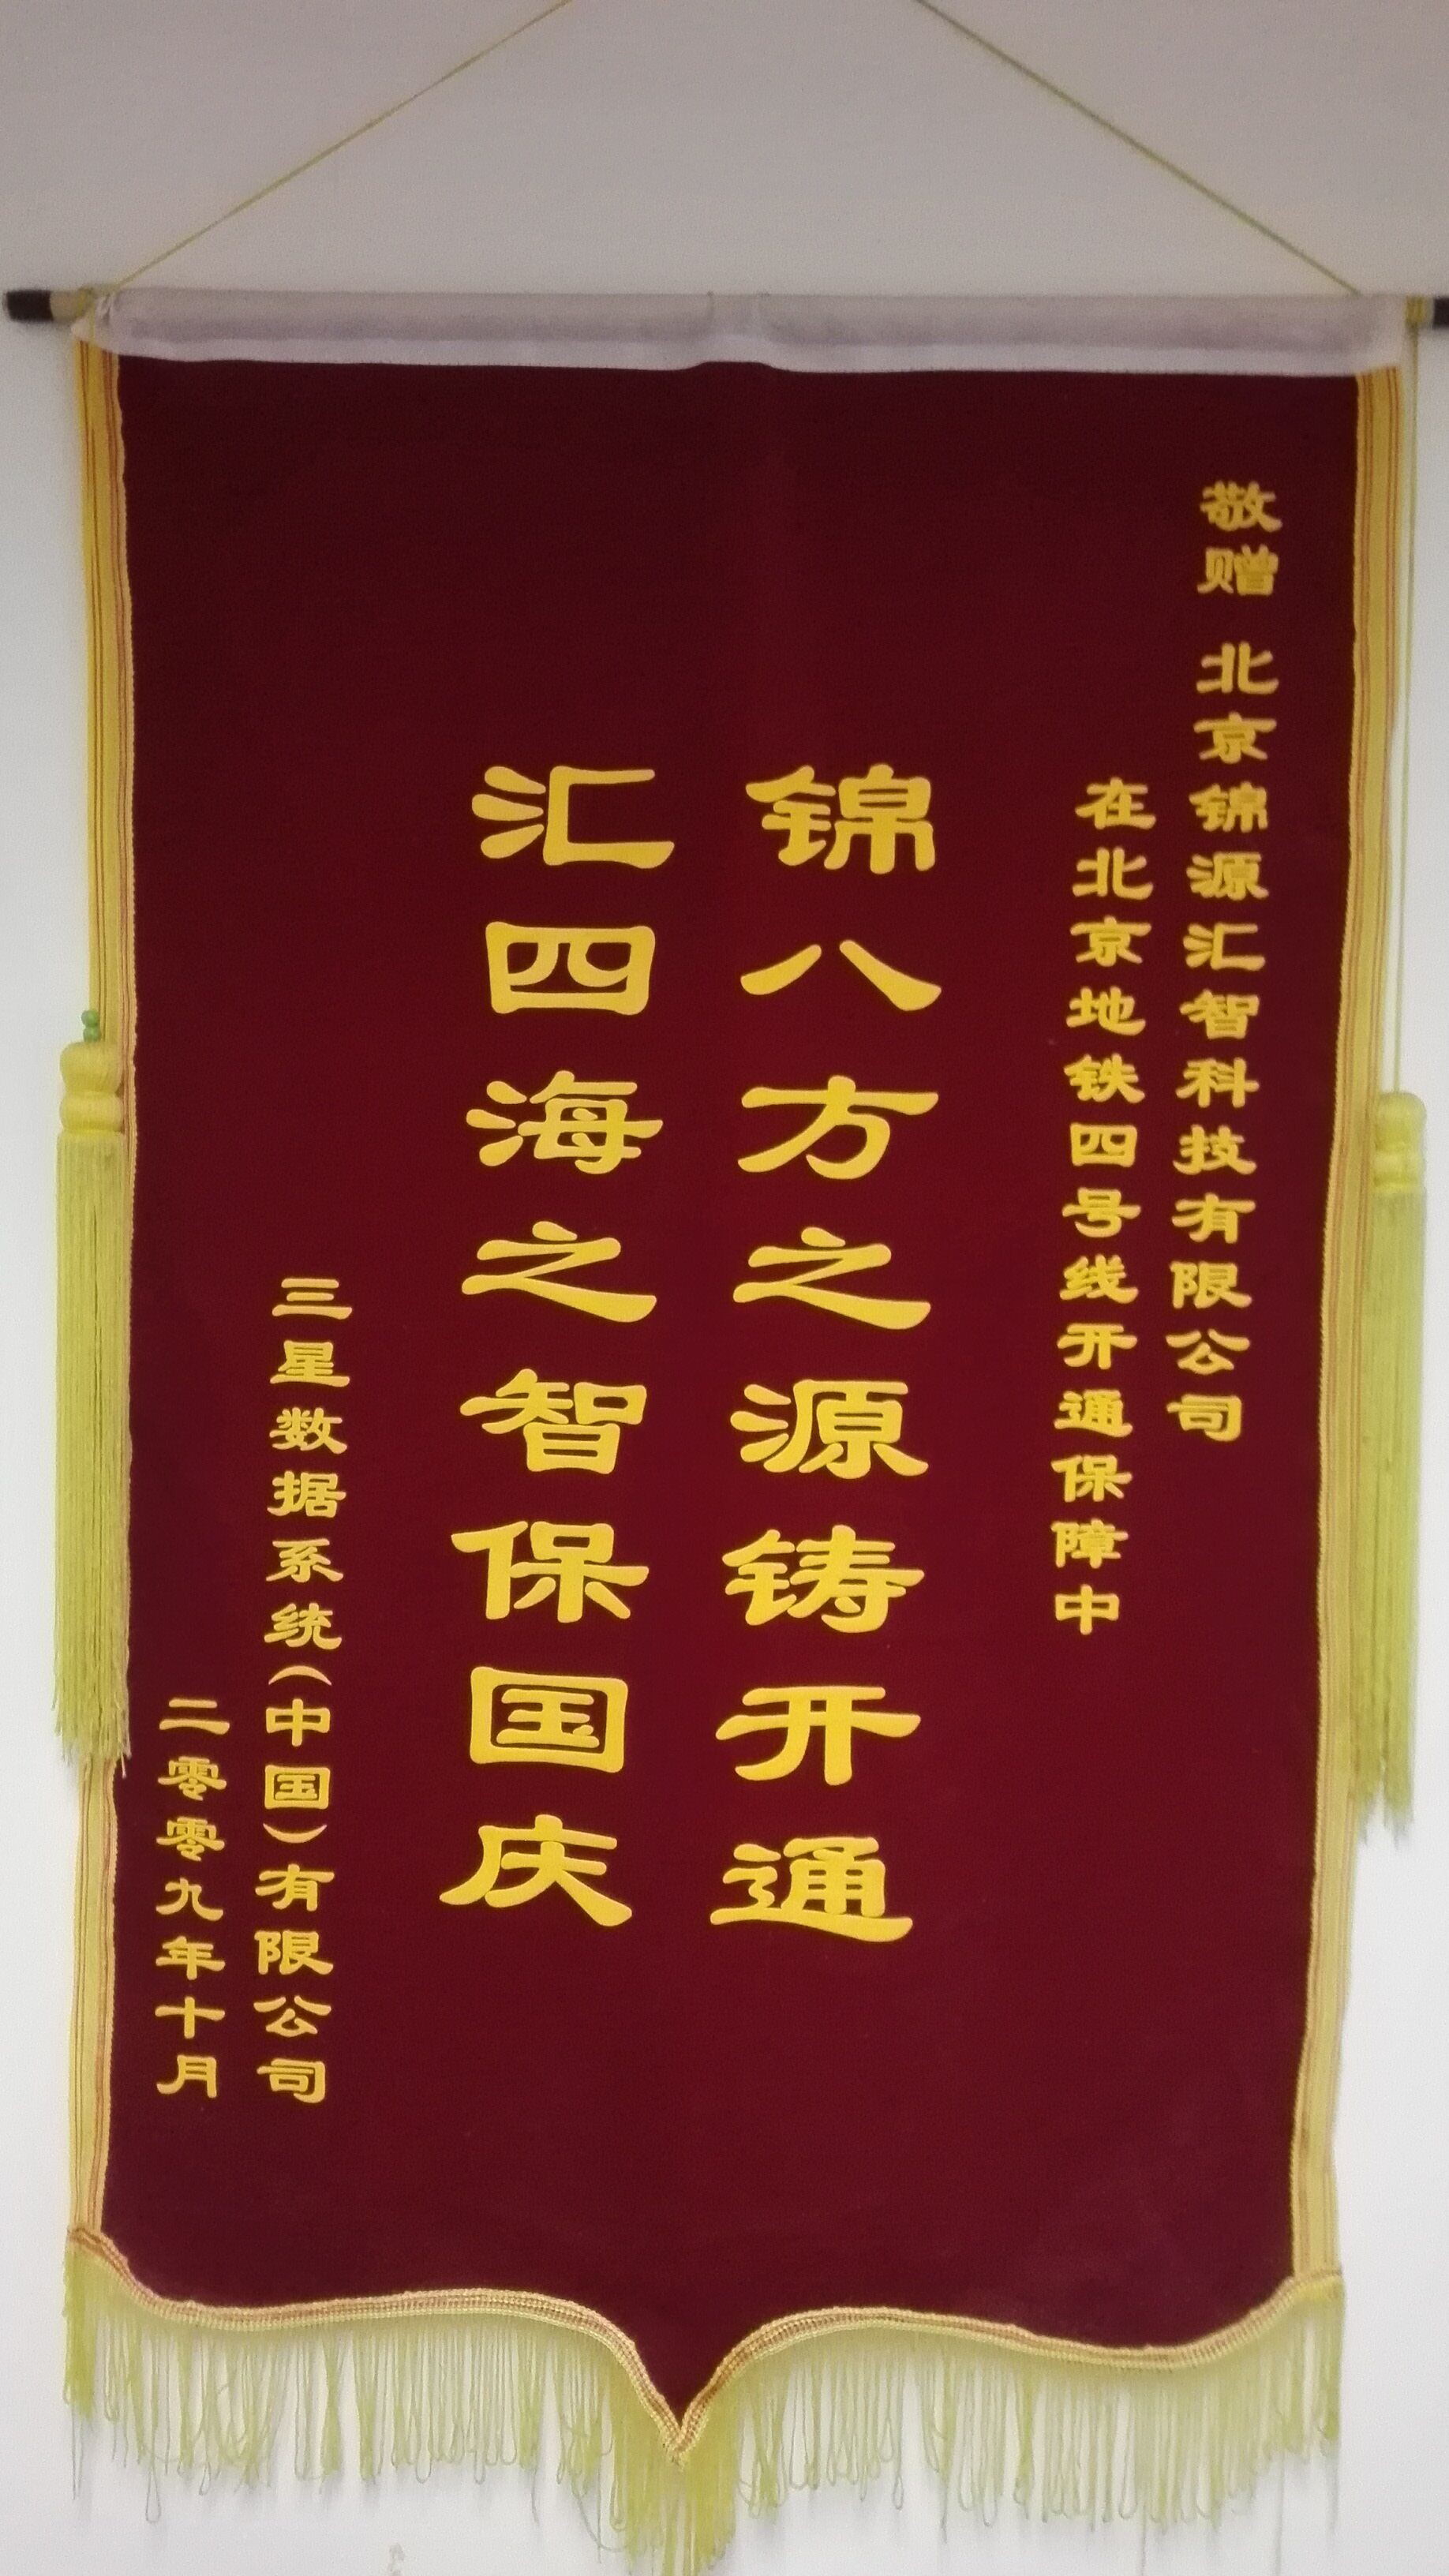 敬赠 北京锦源汇智科技有限公司
在北京地铁四号线开通保障中
锦八方之源铸开通
汇四海之智保国庆
三星数据系统(中国)有限公司
二零零九年十月